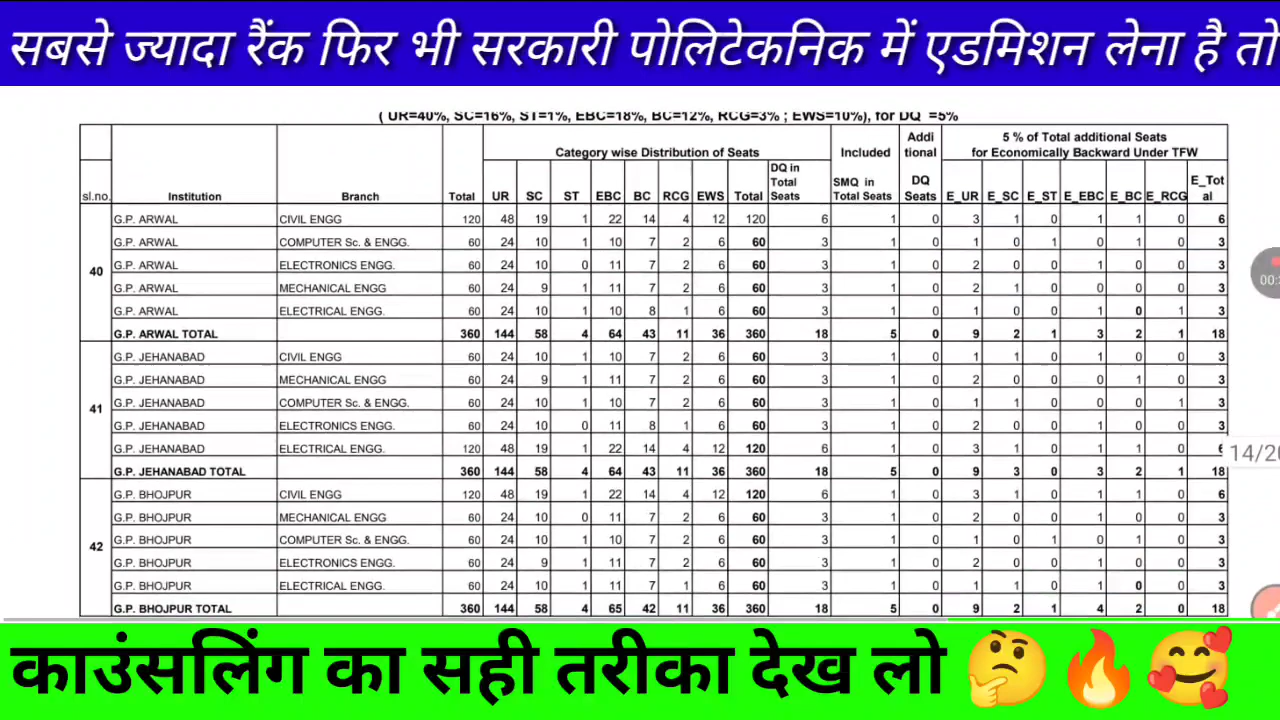 सबसे ज्यादा रैंक फिर भी सरकारी पोलिटेकनिक में एडमिशन लेना है तो
( UR=40%, SC=16%, ST=1%, EBC=18%, BC=12%, RCG=3% ; EWS=10%), for DQ =5%
sl.no. Institution Branch Total Category wise Distribution of Seats Included Addi tional 5 % of Total additional Seats for Economically Backward Under TFW
UR SC ST EBC BC RCG EWS Total DQ in Total Seats SMQ in Total Seats DQ Seats E_UR E_SC E_ST E_EBC E_BC E_RCG E_Tot al
G.P. ARWAL CIVIL ENGG 120 48 19 1 22 14 4 12 120 6 1 0 3 1 0 1 1 0 6
G.P. ARWAL COMPUTER Sc. & ENGG. 60 24 10 1 10 7 2 6 60 3 1 0 1 0 1 0 1 0 3
40 G.P. ARWAL ELECTRONICS ENGG. 60 24 10 0 11 7 2 6 60 3 1 0 2 0 0 1 0 0 3
G.P. ARWAL MECHANICAL ENGG 60 24 9 1 11 7 2 6 60 3 1 0 2 1 0 0 0 0 3
G.P. ARWAL ELECTRICAL ENGG. 60 24 10 1 10 8 1 6 60 3 1 0 1 0 0 1 0 1 3
G.P. ARWAL TOTAL 360 144 58 4 64 43 11 36 360 18 5 0 9 2 1 3 2 1 18
G.P. JEHANABAD CIVIL ENGG 60 24 10 1 10 7 2 6 60 3 1 0 1 1 0 1 0 0 3
G.P. JEHANABAD MECHANICAL ENGG 60 24 9 1 11 7 2 6 60 3 1 0 2 0 0 0 1 0 3
41 G.P. JEHANABAD COMPUTER Sc. & ENGG. 60 24 10 1 10 7 2 6 60 3 1 0 1 1 0 0 0 1 3
G.P. JEHANABAD ELECTRONICS ENGG. 60 24 10 0 11 8 1 6 60 3 1 0 2 0 0 1 0 0 3
G.P. JEHANABAD ELECTRICAL ENGG. 120 48 19 1 22 14 4 12 120 6 1 0 3 1 0 1 1 0
G.P. JEHANABAD TOTAL 360 144 58 4 64 43 11 36 360 18 5 0 9 3 0 3 2 1 18
G.P. BHOJPUR CIVIL ENGG 120 48 19 1 22 14 4 12 120 6 1 0 3 1 0 1 1 0 6
G.P. BHOJPUR MECHANICAL ENGG 60 24 10 0 11 7 2 6 60 3 1 0 2 0 0 1 0 0 3
42 G.P. BHOJPUR COMPUTER Sc. & ENGG. 60 24 10 1 10 7 2 6 60 3 1 0 1 0 1 0 1 0 3
G.P. BHOJPUR ELECTRONICS ENGG. 60 24 9 1 11 7 2 6 60 3 1 0 2 0 0 1 0 0 3
G.P. BHOJPUR ELECTRICAL ENGG. 60 24 10 1 11 7 1 6 60 3 1 0 1 1 0 1 0 0 3
G.P. BHOJPUR TOTAL 360 144 58 4 65 42 11 36 360 18 5 0 9 2 1 4 2 0 18
काउंसलिंग का सही तरीका देख लो 🤔🔥🥰